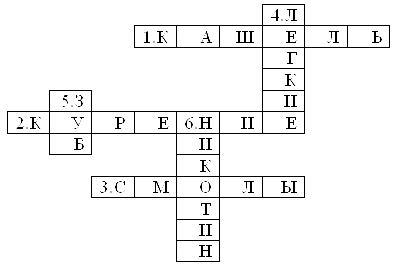 4.Л
1.К А Ш Е Л Ь
Г
К
5.З И
2.К У Р Е 6.Н И Е
Б И
К
3.С М О Л Ы
Т
И
Н